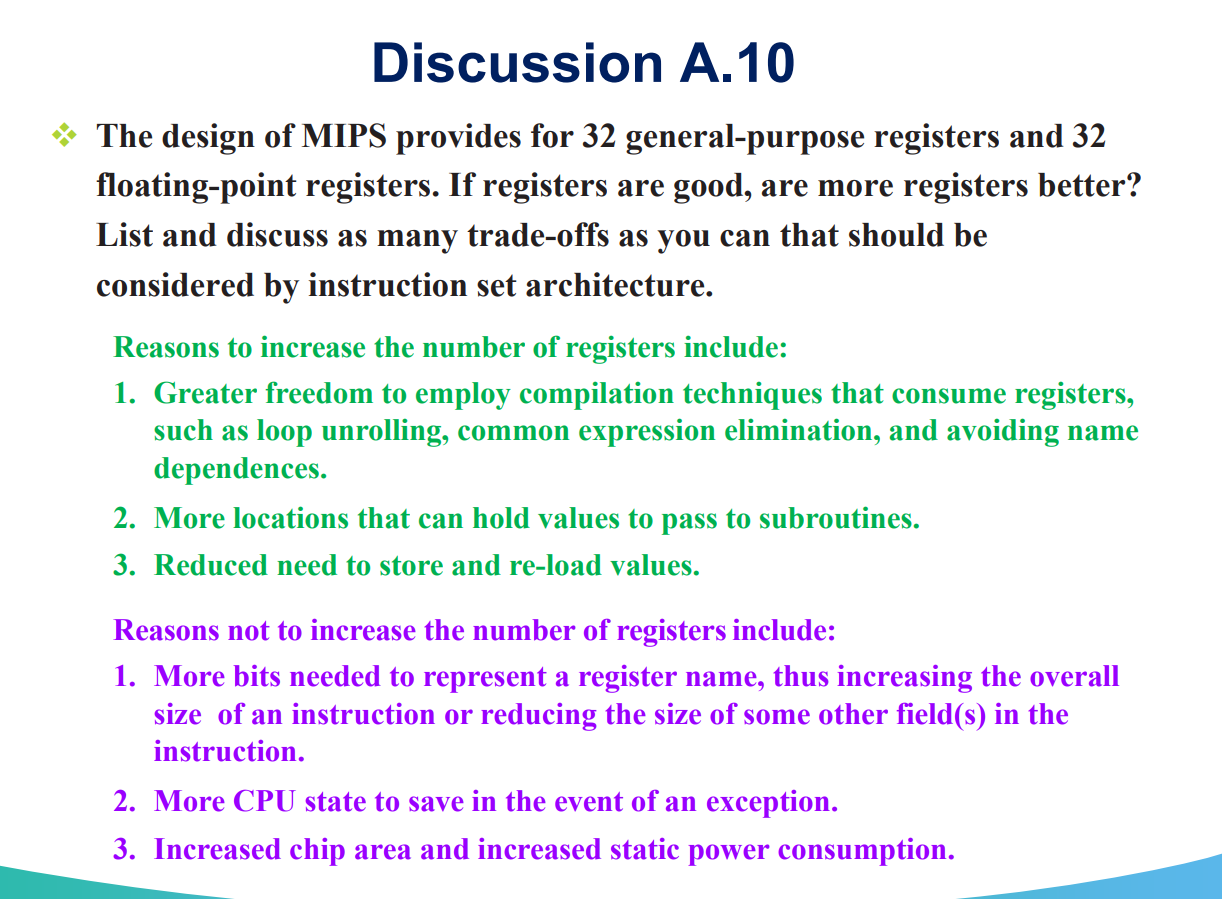 Discussion A.10
The design of MIPS provides for 32 general-purpose registers and 32
floating-point registers. If registers are good, are more registers better?
List and discuss as many trade-offs as you can that should be
considered by instruction set architecture.
Reasons to increase the number of registers include:
1. Greater freedom to employ compilation techniques that consume registers,
such as loop unrolling, common expression elimination, and avoiding name
dependences.
2. More locations that can hold values to pass to subroutines.
3. Reduced need to store and re-load values.
Reasons not to increase the number of registers include:
1. More bits needed to represent a register name, thus increasing the overall
size of an instruction or reducing the size of some other field(s) in the
instruction.
2. More CPU state to save in the event of an exception.
3. Increased chip area and increased static power consumption.